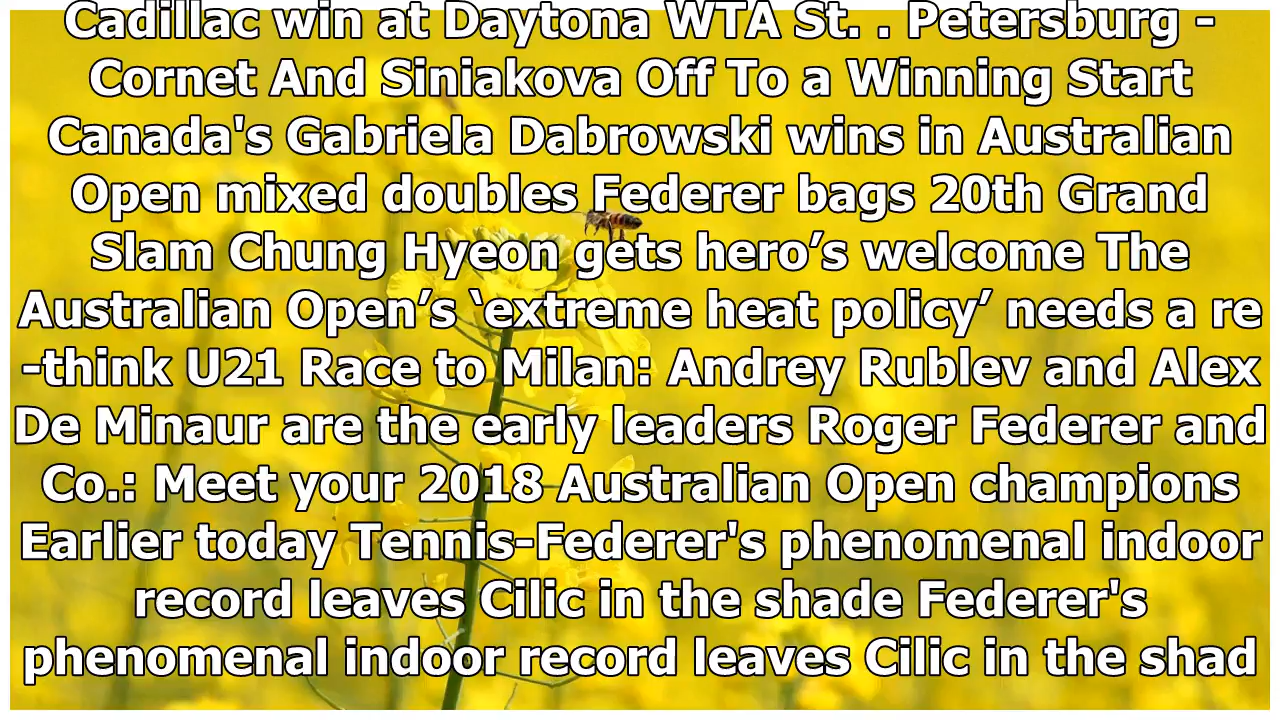 Cadillac win at Daytona WTA St. . Petersburg -
Cornet And Siniakova Off To a Winning Start
Canada's Gabriela Dabrowski wins in Australian
Open mixed doubles Federer bags 20th Grand
Slam Chung Hyeon gets hero’s welcome The
Australian Open’s ‘extreme heat policy’ needs a re
-think U21 Race to Milan: Andrey Rublev and Alex
De Minaur are the early leaders Roger Federer and
Co.: Meet your 2018 Australian Open champions
Earlier today Tennis-Federer's phenomenal indoor
record leaves Cilic in the shade Federer's
phenomenal indoor record leaves Cilic in the shad